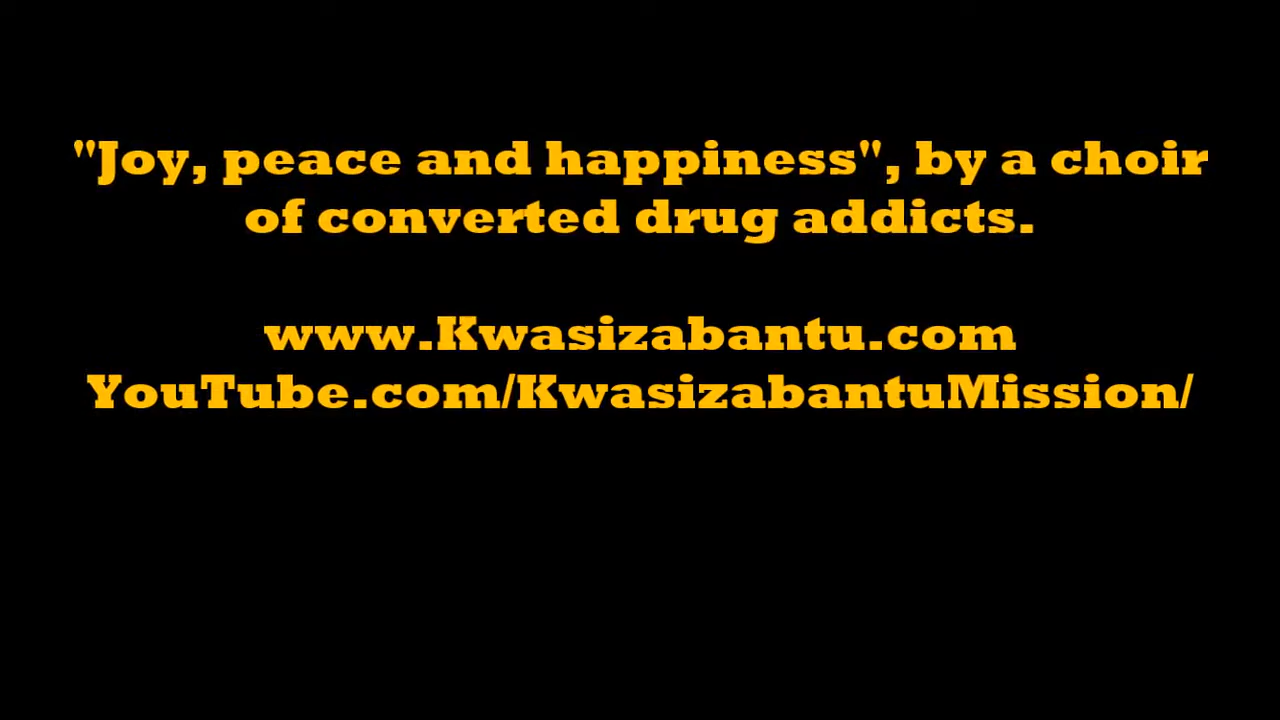 "Joy, peace and happiness", by a choir
of converted drug addicts.
www.Kwasizabantu.com
YouTube.com/KwasizabantuMission/